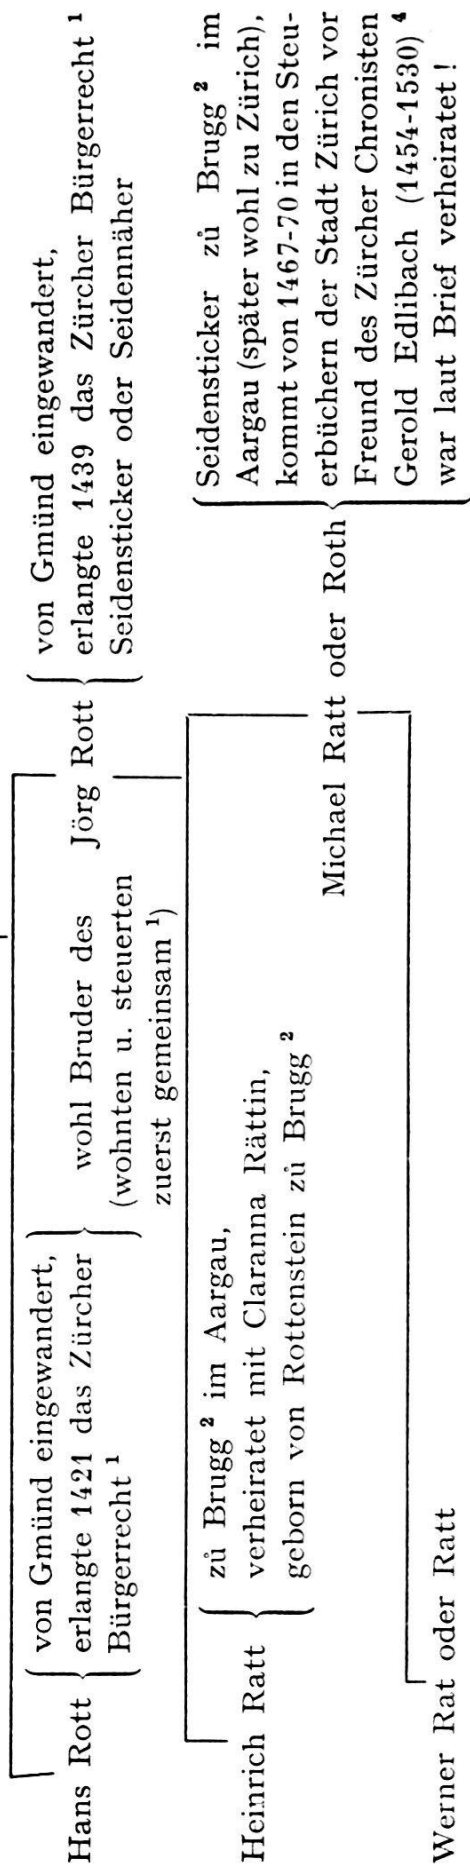 Hans Rott
von Gmünd eingewandert,
erlangte 1421 das Zürcher
Bürgerrecht ¹
wohl Bruder des
(wohnten u. steuerten
zuerst gemeinsam ¹)
Jörg Rott
von Gmünd eingewandert,
erlangte 1439 das Zürcher Bürgerrecht ¹
Seidensticker oder Seidennäher
Heinrich Ratt
zů Brugg ² im Aargau,
verheiratet mit Claranna Rättin,
geborn von Rottenstein zů Brugg ²
Michael Ratt oder Roth
Seidensticker zů Brugg ² im
Aargau (später wohl zu Zürich),
kommt von 1467-70 in den Steu-
erbüchern der Stadt Zürich vor
Freund des Zürcher Chronisten
Gerold Edlibach (1454-1530) ⁴
war laut Brief verheiratet !
Werner Rat oder Ratt